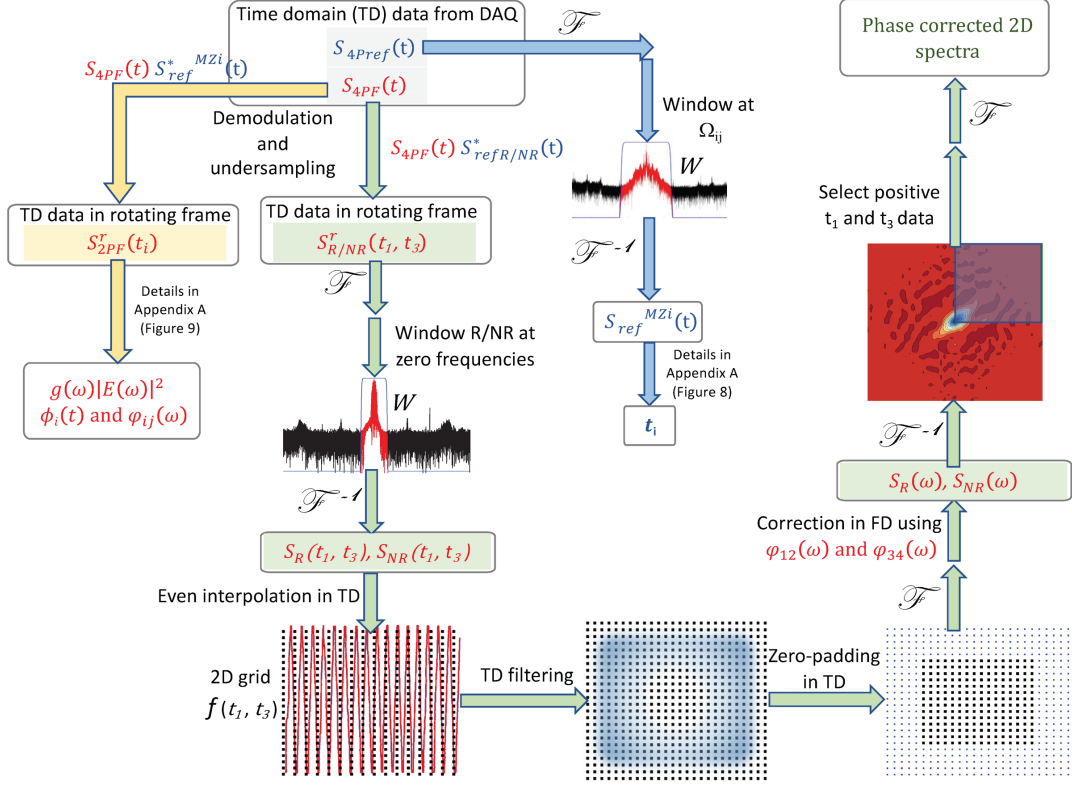 Time domain (TD) data from DAQ
S₄Pref(t)
S₄PF(t)
ℱ
S₄PF(t) S*ref^MZi(t)
Demodulation
and
undersampling
S₄PF(t) S*refR/NR(t)
Window at
Ωij
W
TD data in rotating frame
S^r₂PF(ti)
TD data in rotating frame
S^r R/NR(t₁, t₃)
ℱ
ℱ⁻¹
Details in
Appendix A
(Figure 9)
Window R/NR at
zero frequencies
W
Sref^MZi(t)
Details in
Appendix A
(Figure 8)
ti
g(ω)|E(ω)|²
ϕi(t) and φij(ω)
ℱ⁻¹
SR(t₁, t₃), SNR(t₁, t₃)
Even interpolation in TD
2D grid
f(t₁, t₃)
TD filtering
Zero-padding
in TD
ℱ
Correction in FD using
φ₁₂(ω) and φ₃₄(ω)
SR(ω), SNR(ω)
ℱ⁻¹
Select positive
t₁ and t₃ data
ℱ
Phase corrected 2D
spectra